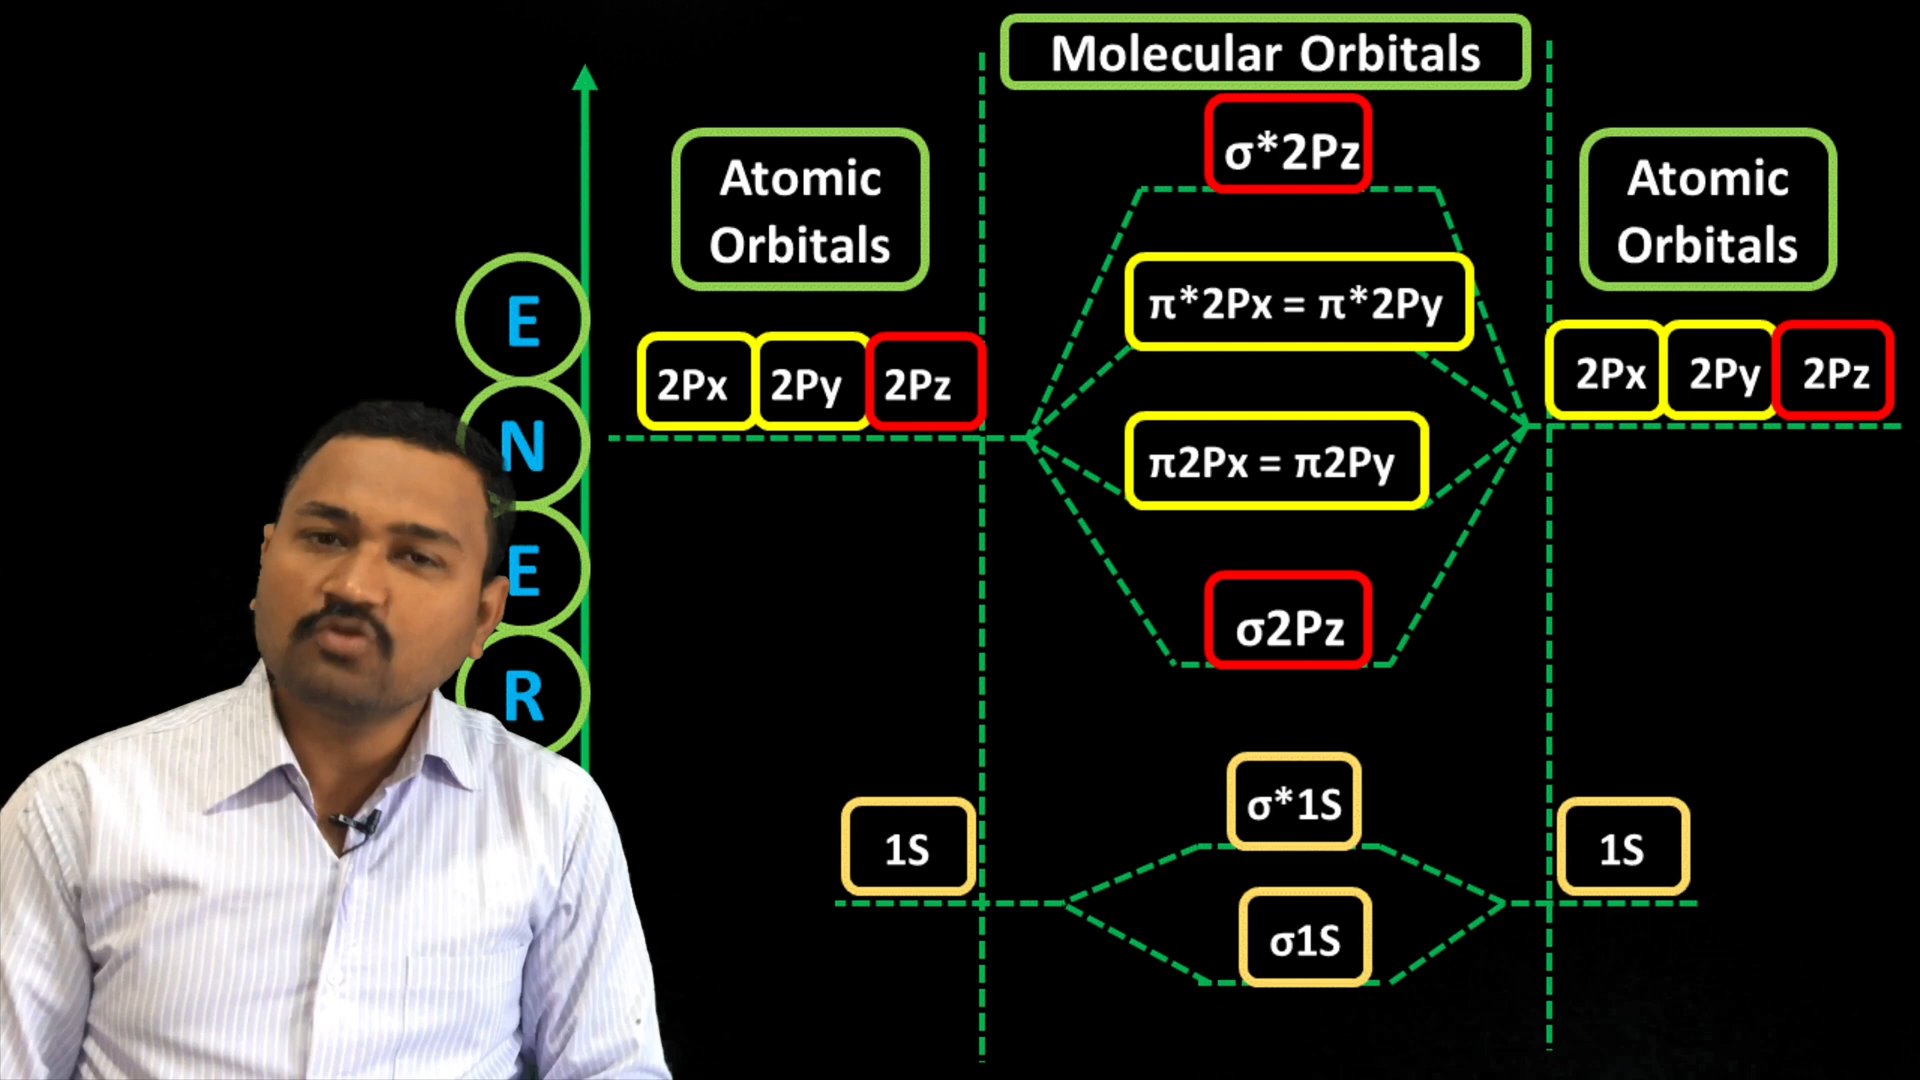 Molecular Orbitals
σ*2Pz
Atomic
Orbitals
Atomic
Orbitals
π*2Px = π*2Py
E
N
E
R
2Px 2Py 2Pz
2Px 2Py 2Pz
π2Px = π2Py
σ2Pz
σ*1S
1S
1S
σ1S